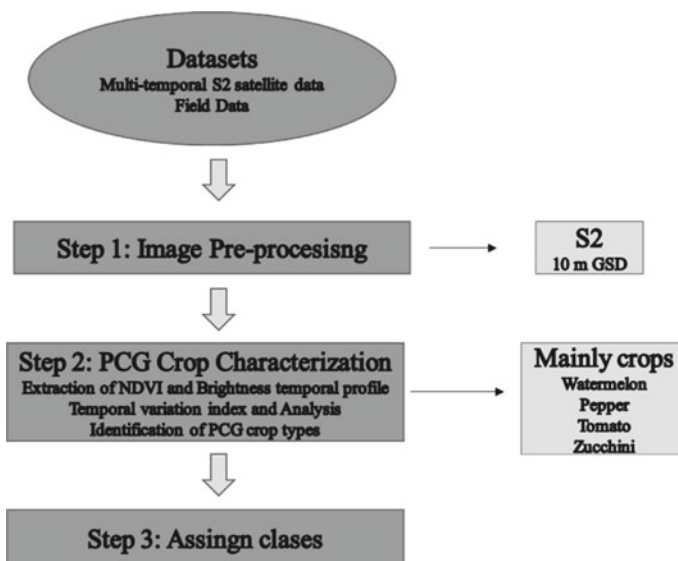 Datasets
Multi-temporal S2 satellite data
Field Data
Step 1: Image Pre-procesisng
S2
10 m GSD
Step 2: PCG Crop Characterization
Extraction of NDVI and Brightness temporal profile
Temporal variation index and Analysis
Identification of PCG crop types
Mainly crops
Watermelon
Pepper
Tomato
Zucchini
Step 3: Assingn clases